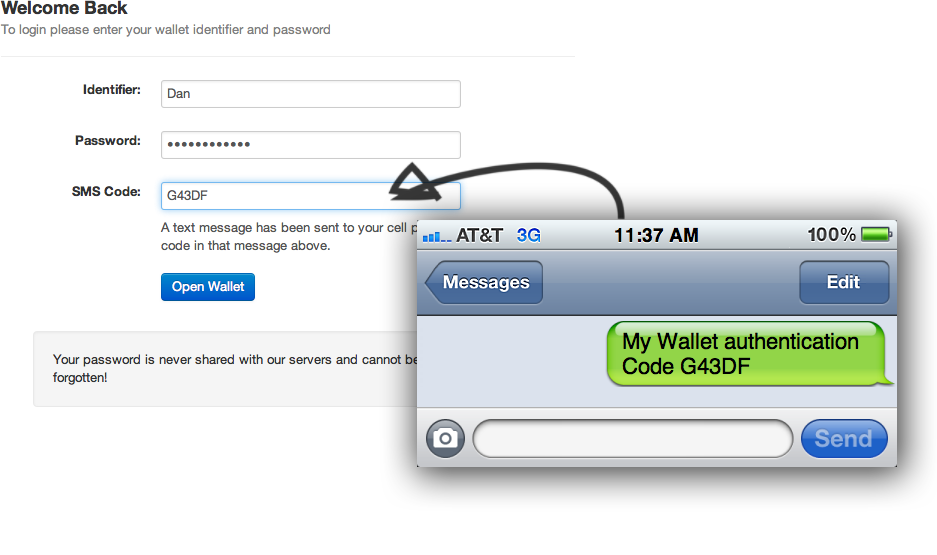 Welcome Back
To login please enter your wallet identifier and password
Identifier:
Dan
Password:
SMS Code:
G43DF
A text message has been sent to your cell
code in that message above.
Open Wallet
Your password is never shared with our servers and cannot be
forgotten!
AT&T 3G 11:37 AM 100%
Messages
Edit
My Wallet authentication
Code G43DF
Send